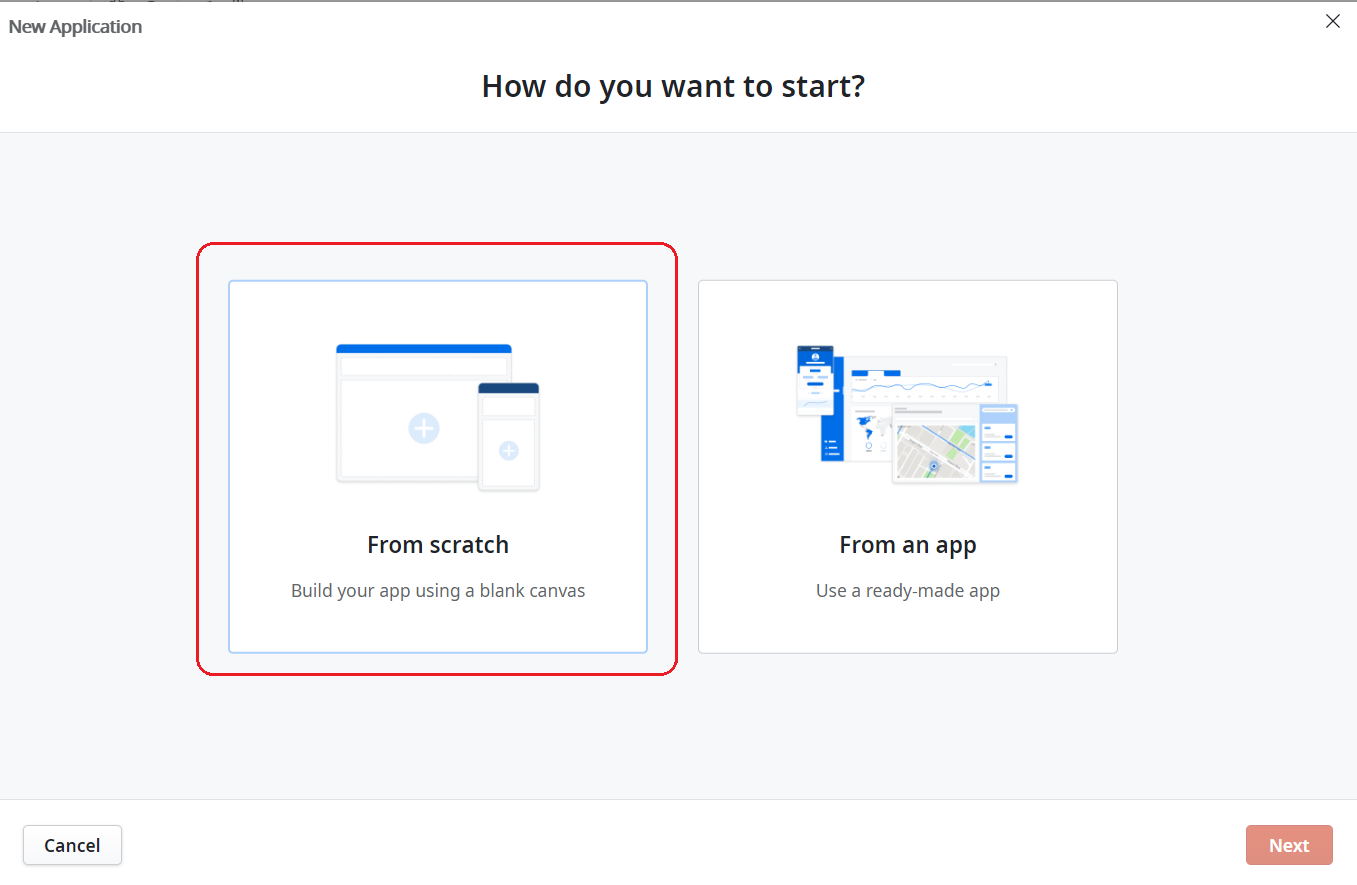 New Application
How do you want to start?
From scratch
Build your app using a blank canvas
From an app
Use a ready-made app
Cancel
Next